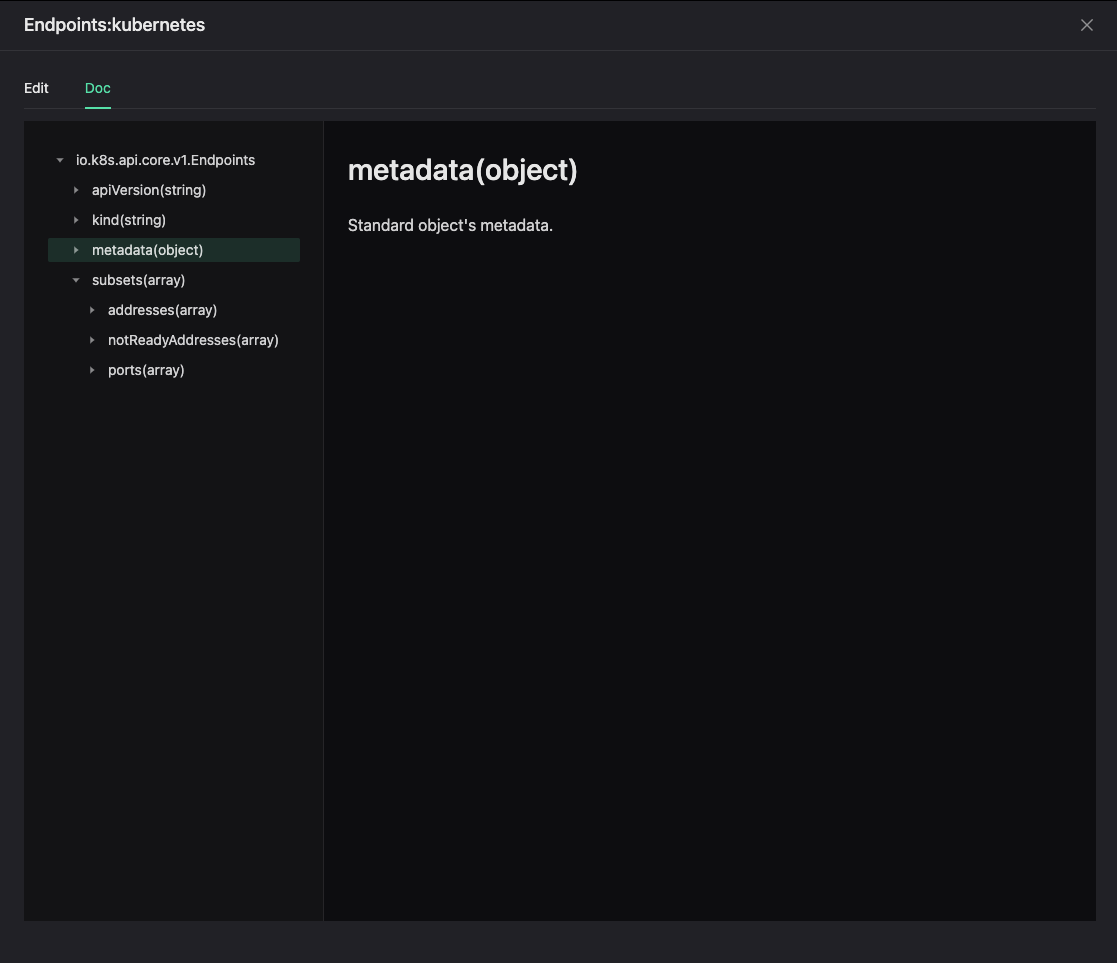 Endpoints:kubernetes
Edit Doc
io.k8s.api.core.v1.Endpoints
apiVersion(string)
kind(string)
metadata(object)
subsets(array)
addresses(array)
notReadyAddresses(array)
ports(array)
metadata(object)
Standard object's metadata.